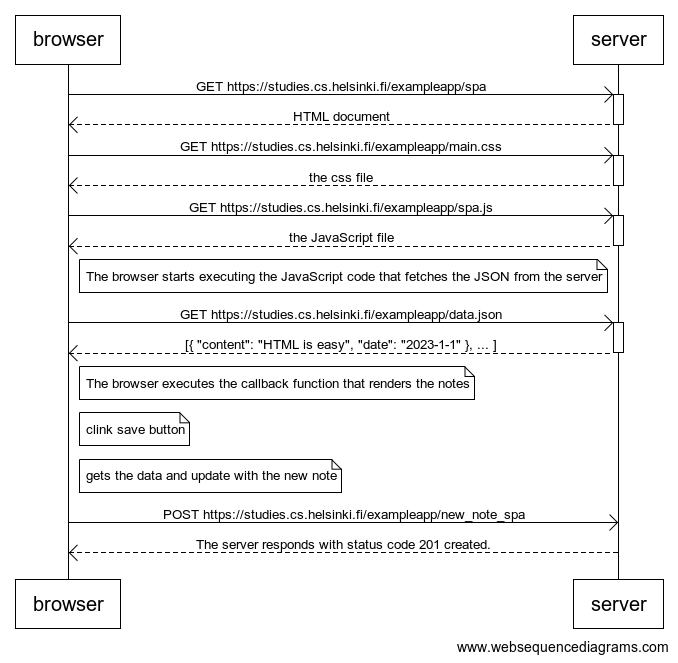 browser
server
GET https://studies.cs.helsinki.fi/exampleapp/spa
HTML document
GET https://studies.cs.helsinki.fi/exampleapp/main.css
the css file
GET https://studies.cs.helsinki.fi/exampleapp/spa.js
the JavaScript file
The browser starts executing the JavaScript code that fetches the JSON from the server
GET https://studies.cs.helsinki.fi/exampleapp/data.json
[{ "content": "HTML is easy", "date": "2023-1-1" }, ... ]
The browser executes the callback function that renders the notes
clink save button
gets the data and update with the new note
POST https://studies.cs.helsinki.fi/exampleapp/new_note_spa
The server responds with status code 201 created.
browser
server
www.websequencediagrams.com